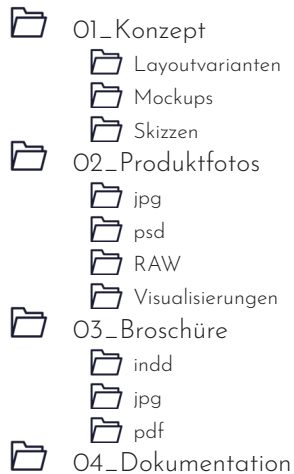 01_Konzept
Layoutvarianten
Mockups
Skizzen
02_Produktfotos
jpg
psd
RAW
Visualisierungen
03_Broschüre
indd
jpg
pdf
04_Dokumentation